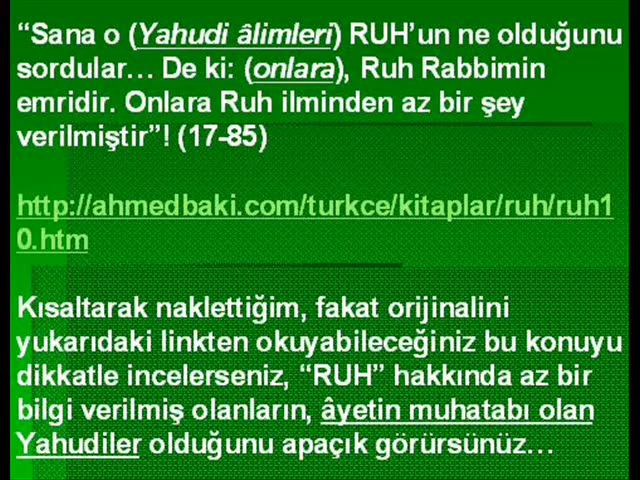 “Sana o (Yahudi âlimleri) RUH’un ne olduğunu
sordular… De ki: (onlara), Ruh Rabbimin
emridir. Onlara Ruh ilminden az bir şey
verilmiştir”! (17-85)
http://ahmedbaki.com/turkce/kitaplar/ruh/ruh1
0.htm
Kısaltarak naklettiğim, fakat orijinalini
yukarıdaki linkten okuyabileceğiniz bu konuyu
dikkatle incelerseniz, “RUH” hakkında az bir
bilgi verilmiş olanların, âyetin muhatabı olan
Yahudiler olduğunu apaçık görürsünüz…